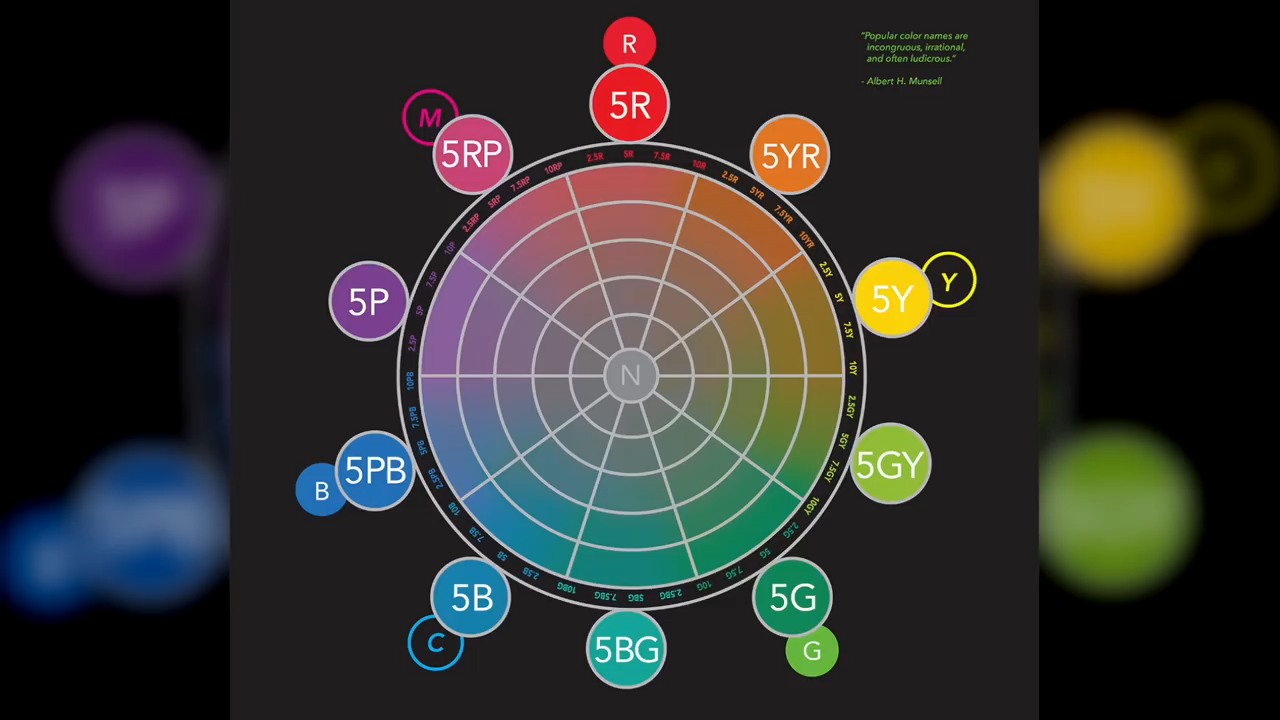 R
"Popular color names are
incongruous, irrational,
and often ludicrous."
- Albert H. Munsell
5R
M
5RP
5YR
2.5R
5R
7.5R
10R
2.5R
5YR
7.5YR
10YR
2.5Y
5Y
7.5Y
10Y
2.5GY
5GY
7.5GY
10GY
2.5G
5G
7.5G
10G
2.5BG
5BG
7.5BG
10BG
2.5B
5B
7.5B
10B
2.5PB
5PB
7.5PB
10PB
2.5P
5P
7.5P
10P
2.5RP
5RP
7.5RP
10RP
5P
5Y
Y
N
B
5PB
5GY
5B
5G
C
5BG
G